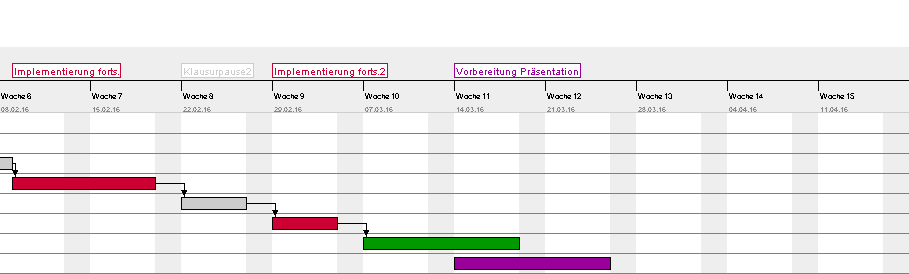 Implementierung forts. Klausurpause2 Implementierung forts.2 Vorbereitung Präsentation
Woche 6 Woche 7 Woche 8 Woche 9 Woche 10 Woche 11 Woche 12 Woche 13 Woche 14 Woche 15
08.02.16 15.02.16 22.02.16 29.02.16 07.03.16 14.03.16 21.03.16 28.03.16 04.04.16 11.04.16